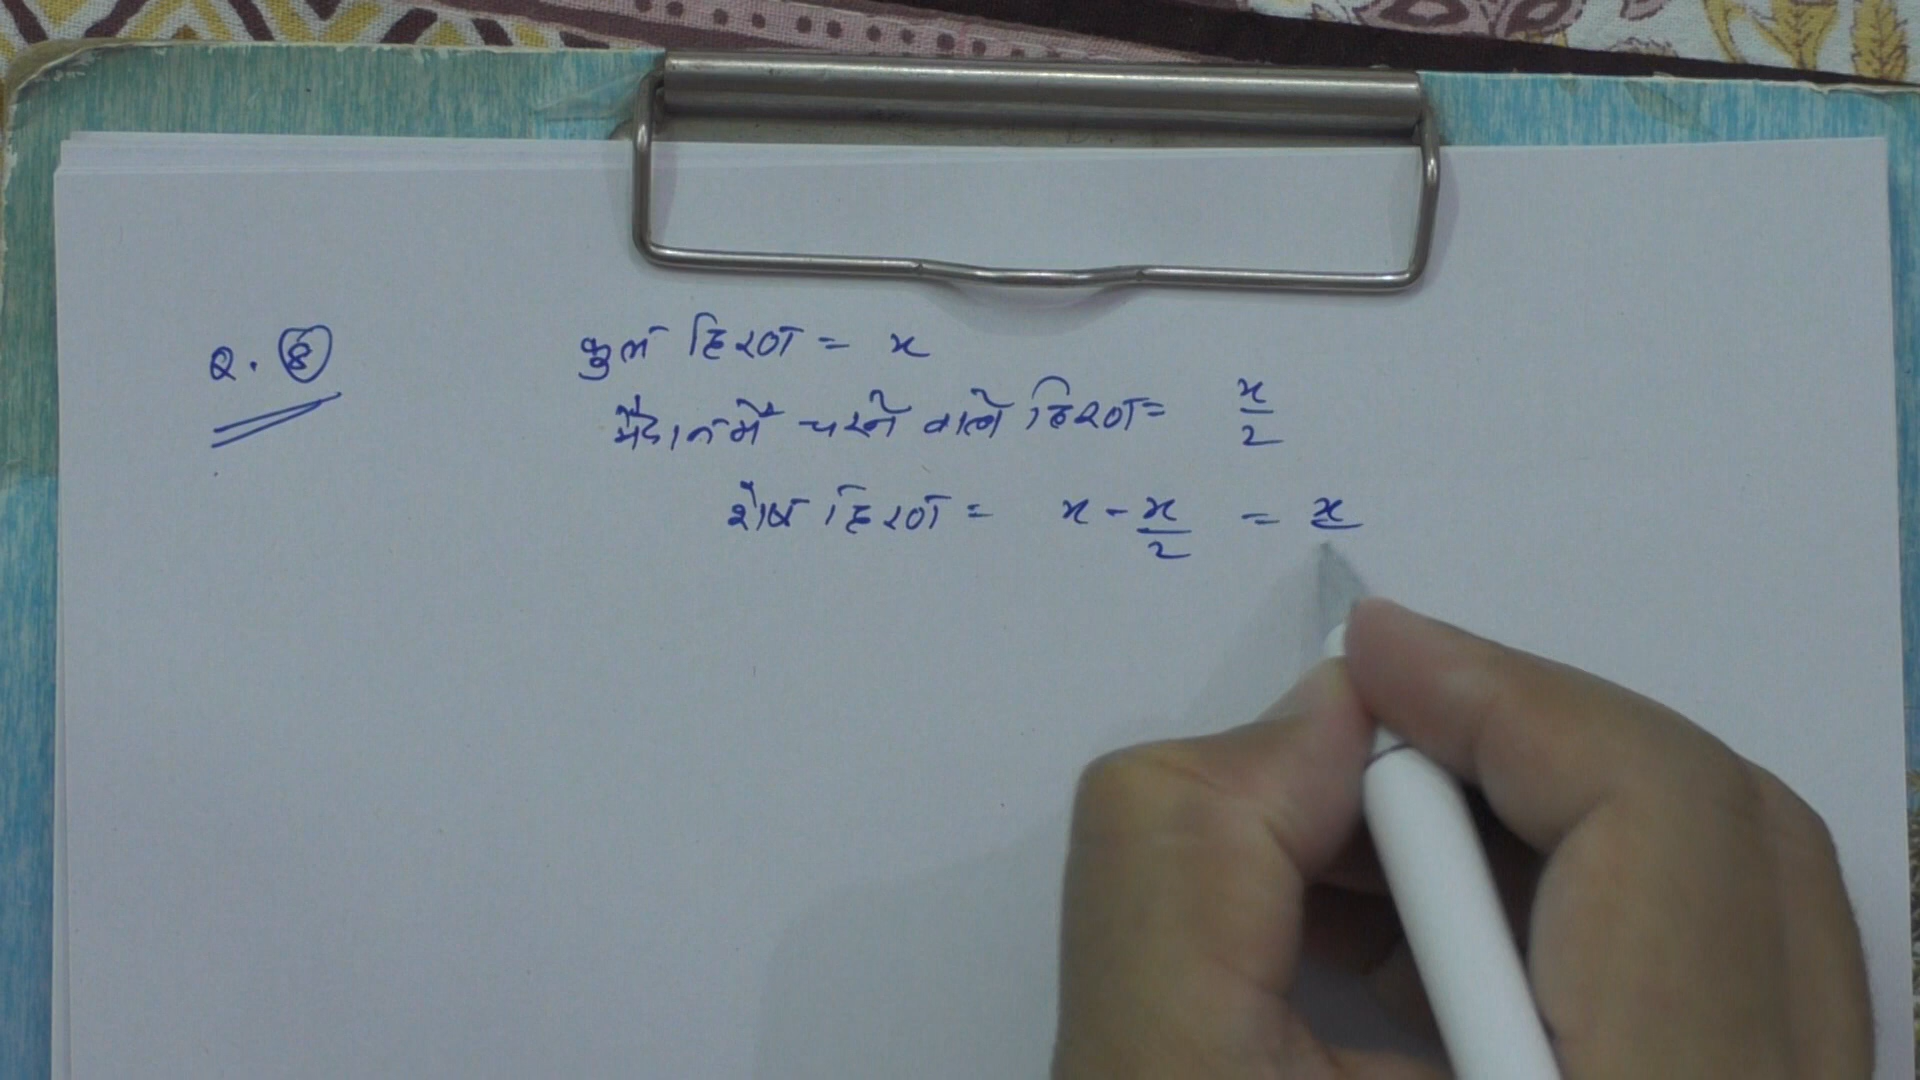 Q. 8
कुल हिरण = x
मैदान में चरने वाले हिरण = x/2
शेष हिरण = x - x/2 = x